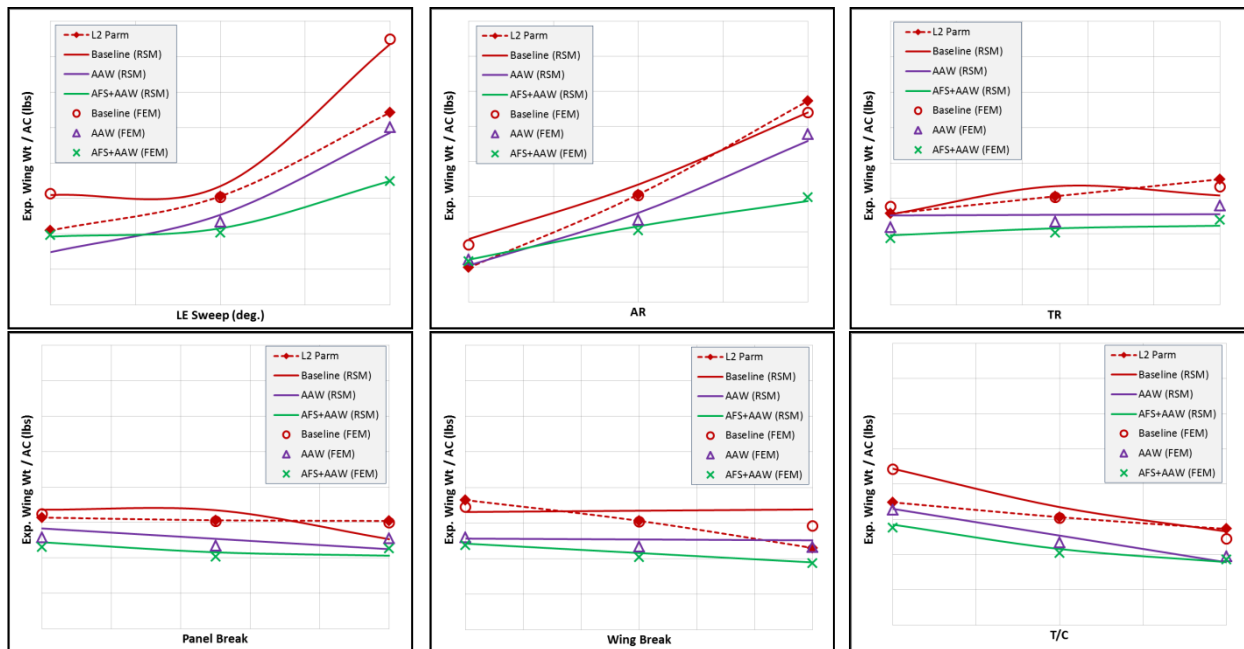 L2 Parm
Baseline (RSM)
AAW (RSM)
AFS+AAW (RSM)
Baseline (FEM)
AAW (FEM)
AFS+AAW (FEM)
Exp. Wing Wt / AC (lbs)
LE Sweep (deg.)
L2 Parm
Baseline (RSM)
AAW (RSM)
AFS+AAW (RSM)
Baseline (FEM)
AAW (FEM)
AFS+AAW (FEM)
Exp. Wing Wt / AC (lbs)
AR
L2 Parm
Baseline (RSM)
AAW (RSM)
AFS+AAW (RSM)
Baseline (FEM)
AAW (FEM)
AFS+AAW (FEM)
Exp. Wing Wt / AC (lbs)
TR
L2 Parm
Baseline (RSM)
AAW (RSM)
AFS+AAW (RSM)
Baseline (FEM)
AAW (FEM)
AFS+AAW (FEM)
Exp. Wing Wt / AC (lbs)
Panel Break
L2 Parm
Baseline (RSM)
AAW (RSM)
AFS+AAW (RSM)
Baseline (FEM)
AAW (FEM)
AFS+AAW (FEM)
Exp. Wing Wt / AC (lbs)
Wing Break
L2 Parm
Baseline (RSM)
AAW (RSM)
AFS+AAW (RSM)
Baseline (FEM)
AAW (FEM)
AFS+AAW (FEM)
Exp. Wing Wt / AC (lbs)
T/C